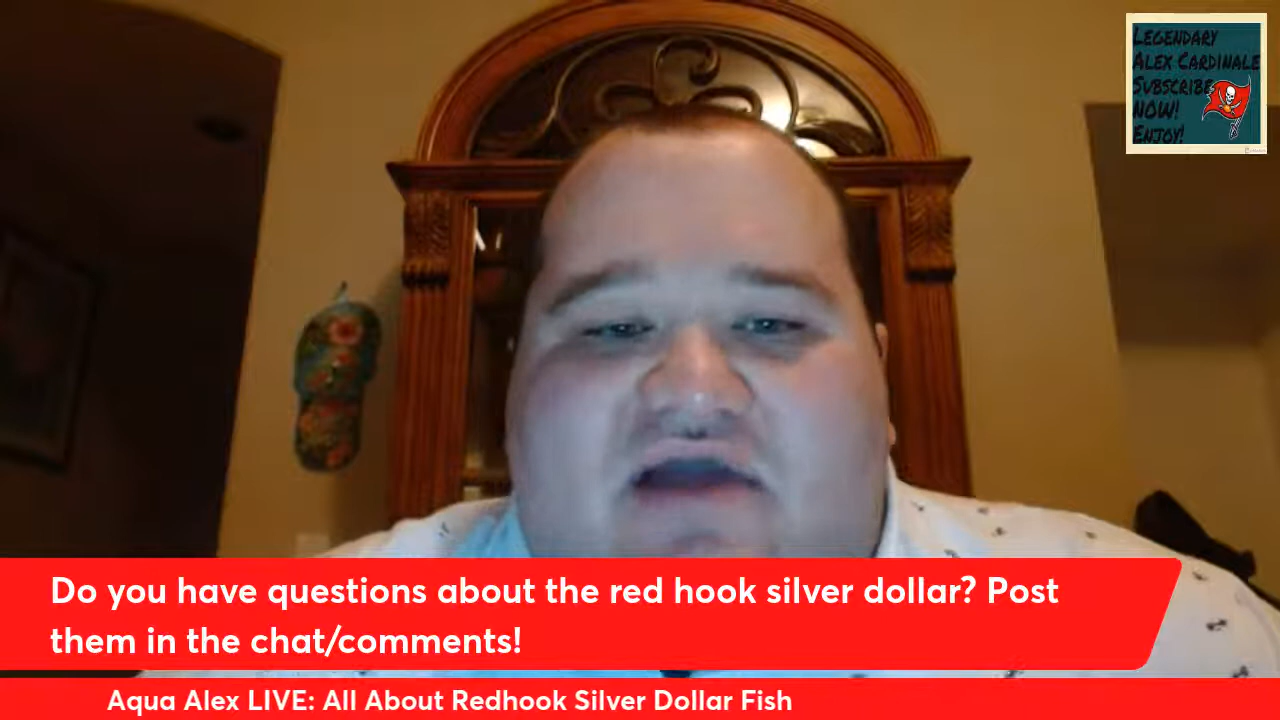 Legendary
Alex Cardinale
Subscribe
NOW!
Enjoy!
Do you have questions about the red hook silver dollar? Post
them in the chat/comments!
Aqua Alex LIVE: All About Redhook Silver Dollar Fish